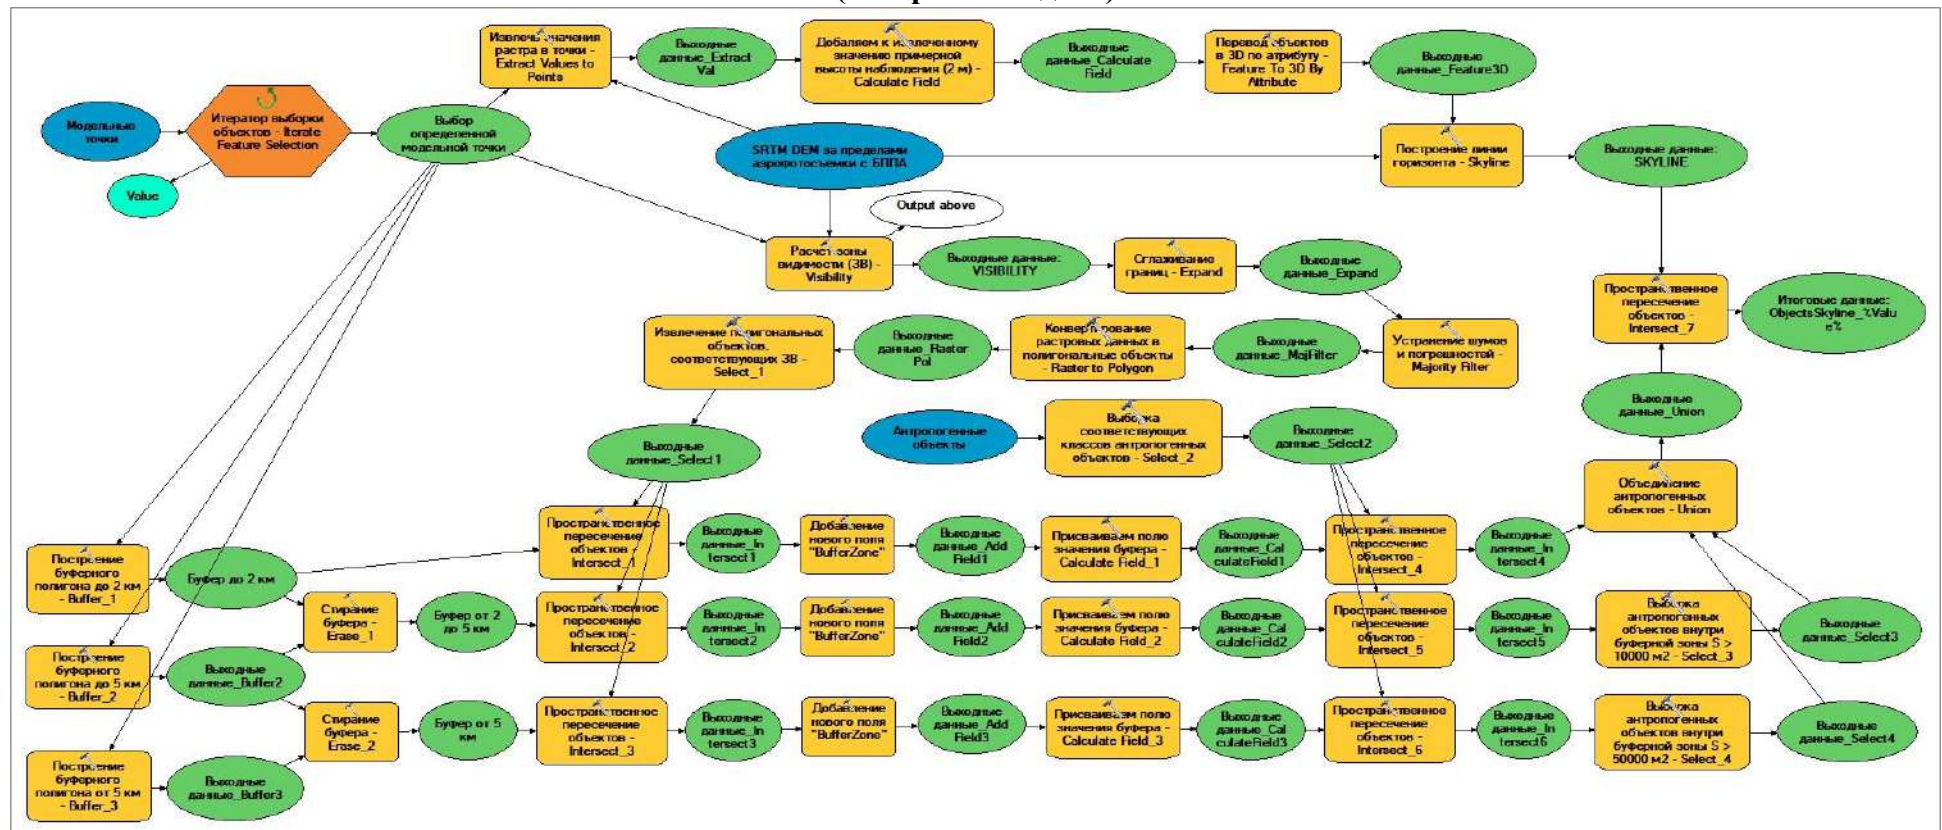 Извлечь значения
растра в точки -
Extract Values to
Points
Выходные
данные_Extract
Val
Добаляем к извлеченному
значению примерной
высоты наблюдения (2 м) -
Calculate Field
Выходные
данные_Calculate
Field
Перевод объектов
в 3D по атрибуту -
Feature To 3D By
Attribute
Выходные
данные_Feature3D
Модельные
точки
Итератор выборки
объектов - Iterate
Feature Selection
Выбор
определенной
модельной точки
Value
SRTM DEM за пределами
аэрофотосъемки с БППА
Построение линии
горизонта - Skyline
Выходные данные:
SKYLINE
Output above
Расчет зоны
видимости (ЗВ) -
Visibility
Выходные данные:
VISIBILITY
Сглаживание
границ - Expand
Выходные
данные_Expand
Пространственное
пересечение
объектов -
Intersect_7
Итоговые данные:
ObjectsSkyline_%Valu
e%
Извлечение полигональных
объектов,
соответствующих ЗВ -
Select_1
Выходные
данные_Raster
Pol
Конвертирование
растровых данных в
полигональные объекты
- Raster to Polygon
Выходные
данные_MajFilter
Устранение шумов
и погрешностей -
Majority Filter
Выходные
данные_Union
Выходные
данные_Select1
Антропогенные
объекты
Выборка
соответствующих
классов антропогенных
объектов - Select_2
Выходные
данные_Select2
Объединение
антропогенных
объектов - Union
Построение
буферного
полигона до 2 км
- Buffer_1
Буфер до 2 км
Пространственное
пересечение
объектов -
Intersect_1
Выходные
данные_In
tersect1
Добавление
нового поля
"BufferZone"
Выходные
данные_Add
Field1
Присваиваем полю
значения буфера -
Calculate Field_1
Выходные
данные_Cal
culateField1
Пространственное
пересечение
объектов -
Intersect_4
Выходные
данные_In
tersect4
Построение
буферного
полигона до 5 км
- Buffer_2
Выходные
данные_Buffer2
Стирание
буфера -
Erase_1
Буфер от 2
до 5 км
Пространственное
пересечение
объектов -
Intersect_2
Выходные
данные_In
tersect2
Добавление
нового поля
"BufferZone"
Выходные
данные_Add
Field2
Присваиваем полю
значения буфера -
Calculate Field_2
Выходные
данные_Cal
culateField2
Пространственное
пересечение
объектов -
Intersect_5
Выходные
данные_In
tersect5
Выборка
антропогенных
объектов внутри
буферной зоны S >
10000 м2 - Select_3
Выходные
данные_Select3
Построение
буферного
полигона от 5 км
- Buffer_3
Выходные
данные_Buffer3
Стирание
буфера -
Erase_2
Буфер от 5
км
Пространственное
пересечение
объектов -
Intersect_3
Выходные
данные_In
tersect3
Добавление
нового поля
"BufferZone"
Выходные
данные_Add
Field3
Присваиваем полю
значения буфера -
Calculate Field_3
Выходные
данные_Cal
culateField3
Пространственное
пересечение
объектов -
Intersect_6
Выходные
данные_In
tersect6
Выборка
антропогенных
объектов внутри
буферной зоны S >
50000 м2 - Select_4
Выходные
данные_Select4